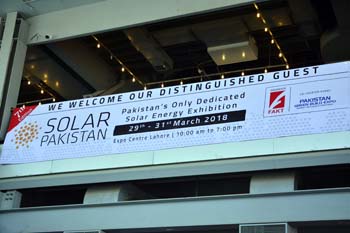 WE WELCOME OUR DISTINGUISHED GUEST
7TH
SOLAR
PAKISTAN
Pakistan's Only Dedicated
Solar Energy Exhibition
29th - 31st March 2018
Expo Centre Lahore | 10:00 am to 7:00 pm
FAKT
PAKISTAN